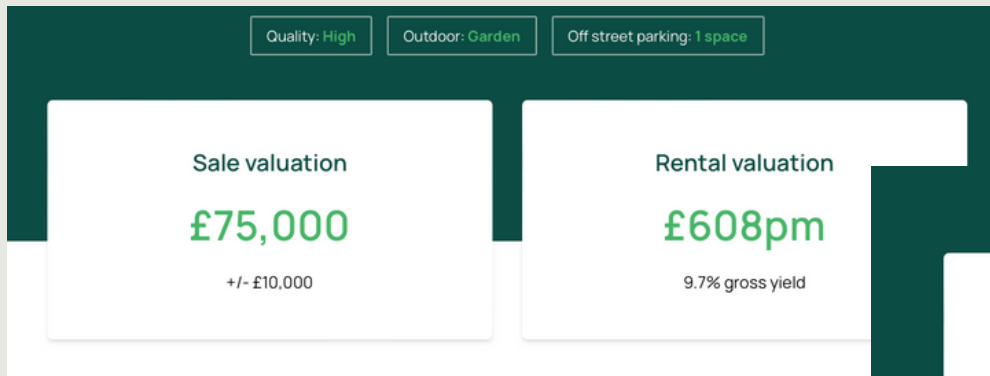 Quality: High
Outdoor: Garden
Off street parking: 1 space
Sale valuation
£75,000
+/- £10,000
Rental valuation
£608pm
9.7% gross yield